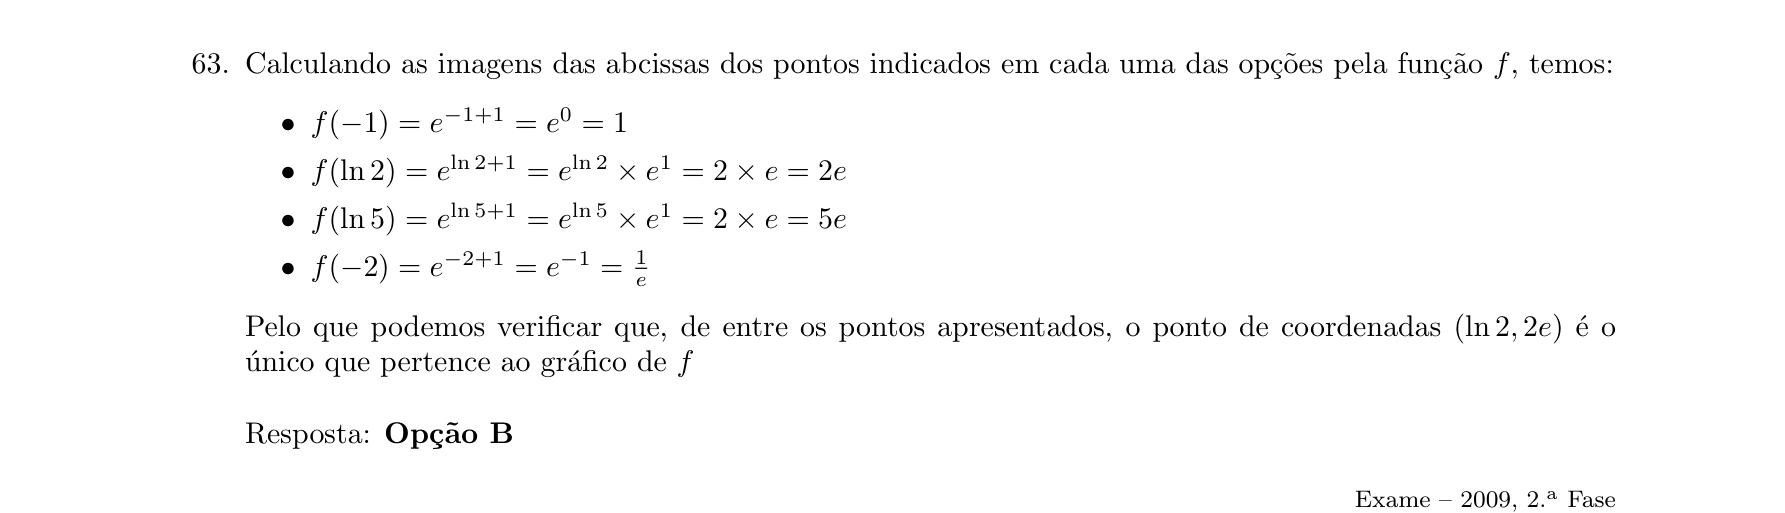 63. Calculando as imagens das abcissas dos pontos indicados em cada uma das opções pela função f, temos:
• f(−1) = e^{−1+1} = e^0 = 1
• f(ln 2) = e^{ln 2+1} = e^{ln 2} × e^1 = 2 × e = 2e
• f(ln 5) = e^{ln 5+1} = e^{ln 5} × e^1 = 2 × e = 5e
• f(−2) = e^{−2+1} = e^{−1} = \frac{1}{e}
Pelo que podemos verificar que, de entre os pontos apresentados, o ponto de coordenadas (ln 2, 2e) é o
único que pertence ao gráfico de f
Resposta: Opção B
Exame – 2009, 2.ª Fase